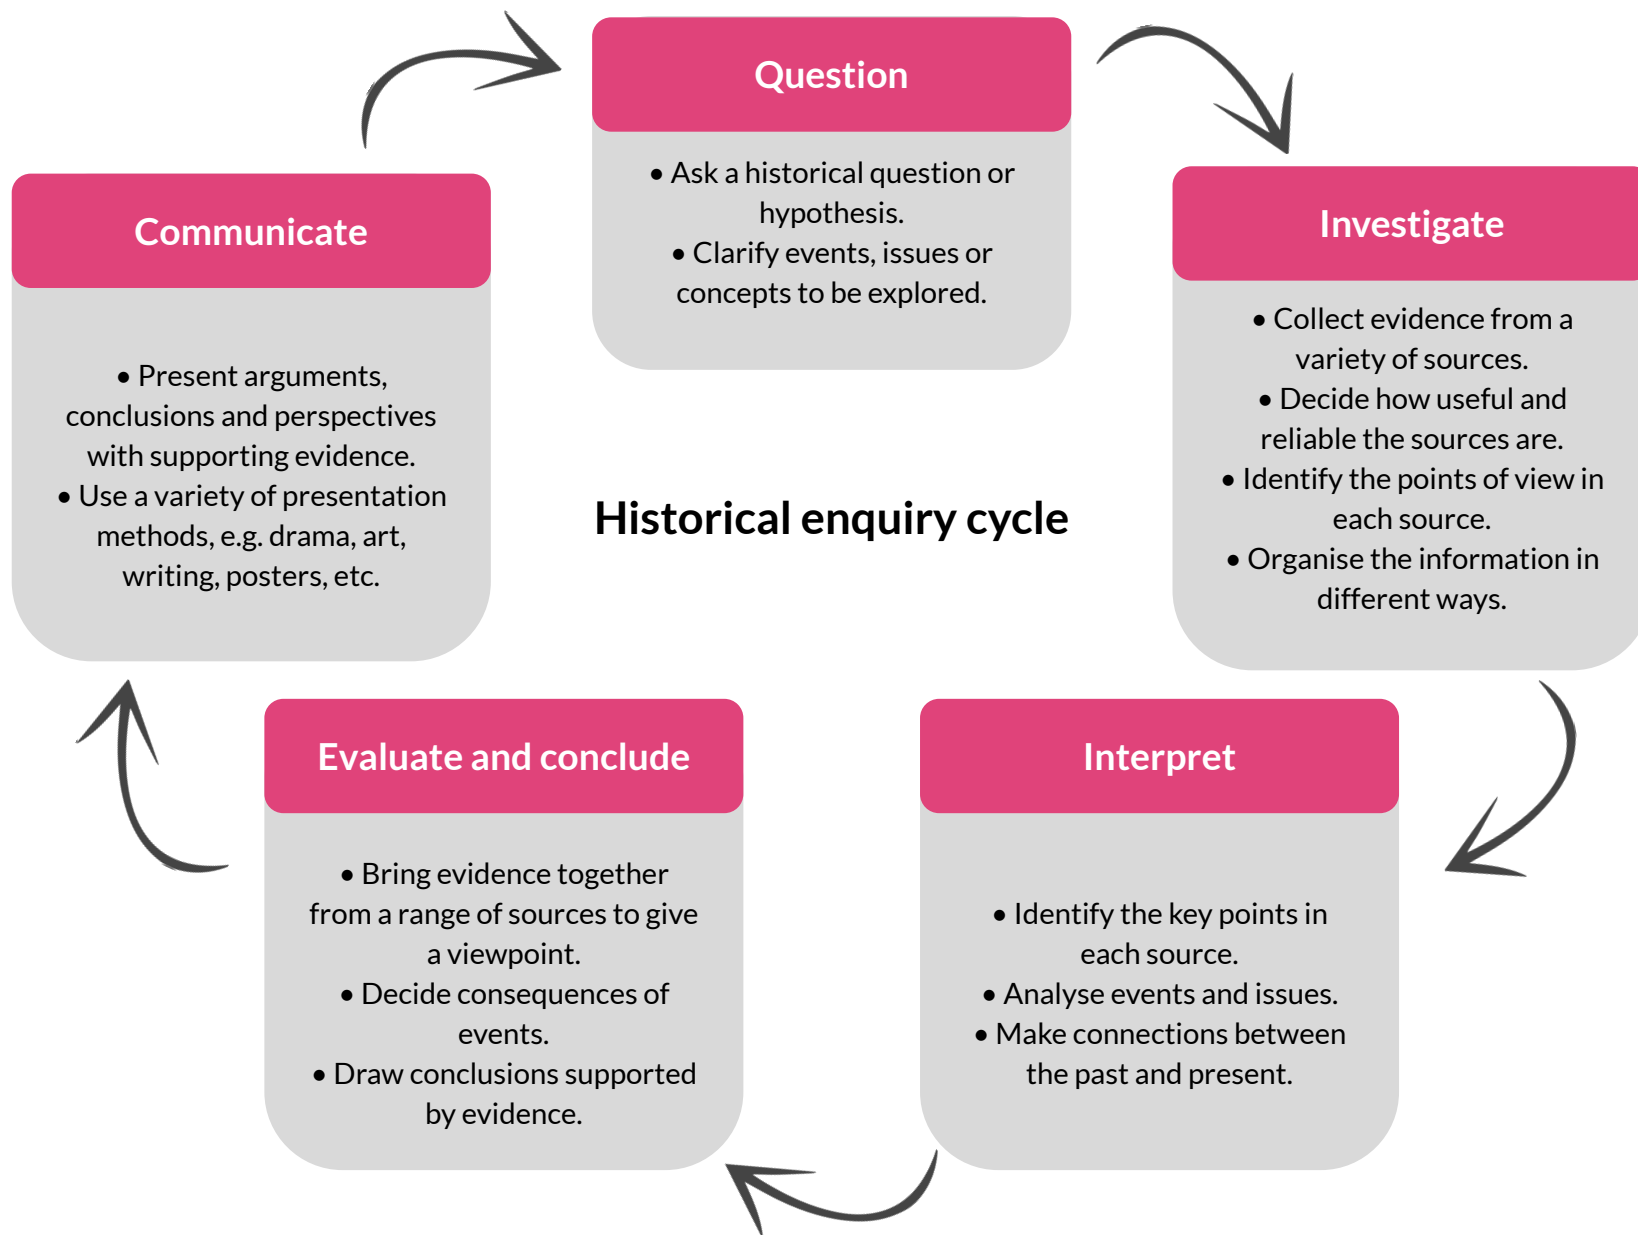 Question
• Ask a historical question or
hypothesis.
• Clarify events, issues or
concepts to be explored.
Investigate
• Collect evidence from a
variety of sources.
• Decide how useful and
reliable the sources are.
• Identify the points of view in
each source.
• Organise the information in
different ways.
Interpret
• Identify the key points in
each source.
• Analyse events and issues.
• Make connections between
the past and present.
Evaluate and conclude
• Bring evidence together
from a range of sources to give
a viewpoint.
• Decide consequences of
events.
• Draw conclusions supported
by evidence.
Communicate
• Present arguments,
conclusions and perspectives
with supporting evidence.
• Use a variety of presentation
methods, e.g. drama, art,
writing, posters, etc.
Historical enquiry cycle